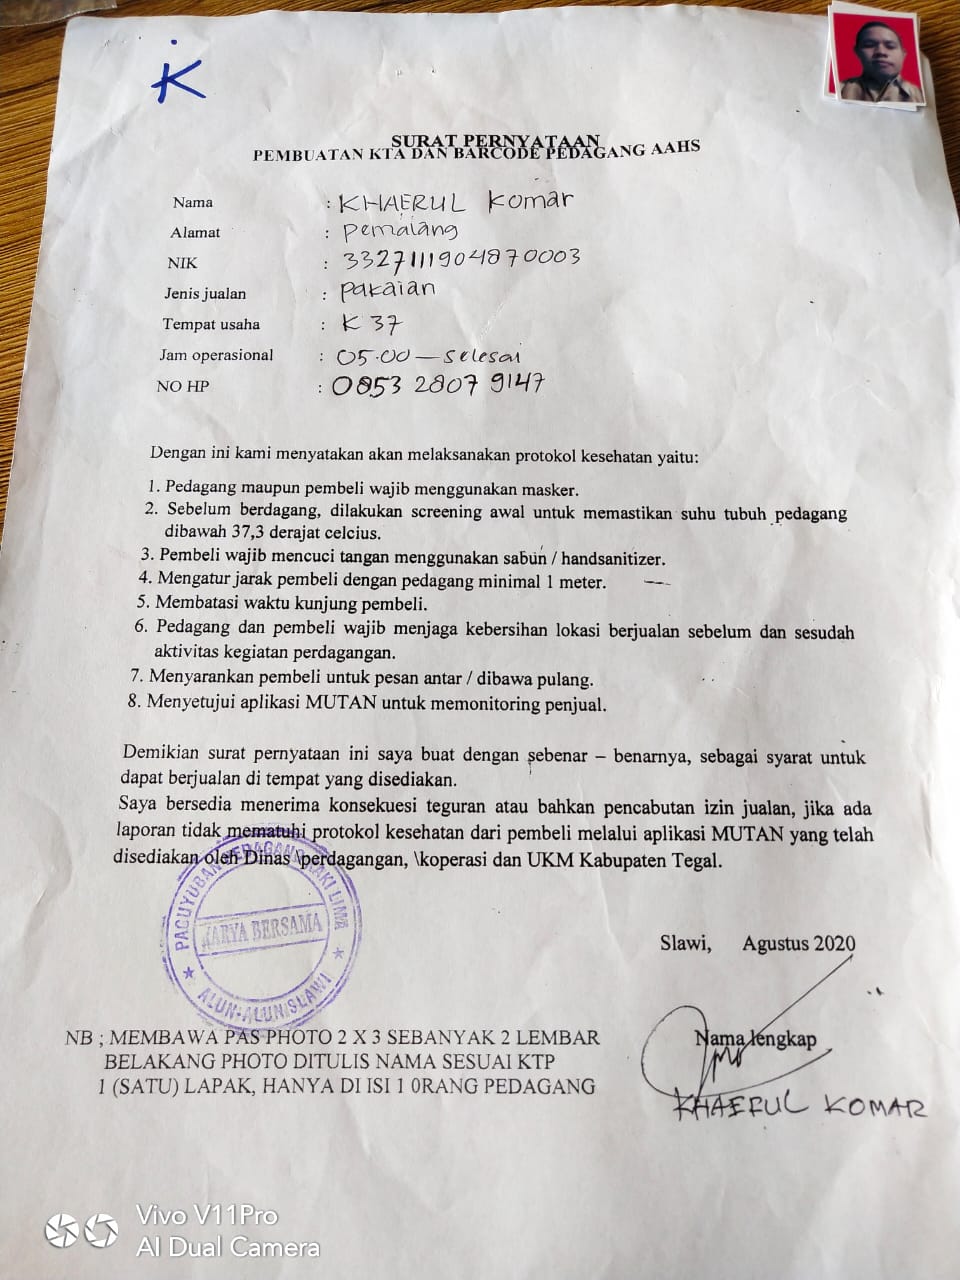 K
SURAT PERNYATAAN
PEMBUATAN KTA DAN BARCODE PEDAGANG AAHS
Nama : KHAERUL Komar
Alamat : Pemalang
NIK : 3327111904870003
Jenis jualan : pakaian
Tempat usaha : K 37
Jam operasional : 05.00 — selesai
NO HP : 0853 2807 9147
Dengan ini kami menyatakan akan melaksanakan protokol kesehatan yaitu:
1. Pedagang maupun pembeli wajib menggunakan masker.
2. Sebelum berdagang, dilakukan screening awal untuk memastikan suhu tubuh pedagang
dibawah 37,3 derajat celcius.
3. Pembeli wajib mencuci tangan menggunakan sabun / handsanitizer.
4. Mengatur jarak pembeli dengan pedagang minimal 1 meter.
5. Membatasi waktu kunjung pembeli.
6. Pedagang dan pembeli wajib menjaga kebersihan lokasi berjualan sebelum dan sesudah
aktivitas kegiatan perdagangan.
7. Menyarankan pembeli untuk pesan antar / dibawa pulang.
8. Menyetujui aplikasi MUTAN untuk memonitoring penjual.
Demikian surat pernyataan ini saya buat dengan sebenar – benarnya, sebagai syarat untuk
dapat berjualan di tempat yang disediakan.
Saya bersedia menerima konsekuesi teguran atau bahkan pencabutan izin jualan, jika ada
laporan tidak mematuhi protokol kesehatan dari pembeli melalui aplikasi MUTAN yang telah
disediakan oleh Dinas \perdagangan, \koperasi dan UKM Kabupaten Tegal.
PAGUYUBAN PEDAGANG KAKI LIMA
KARYA BERSAMA
ALUN-ALUN SLAWI
Slawi, Agustus 2020
Nama lengkap
KHAERUL KOMAR
NB ; MEMBAWA PAS PHOTO 2 X 3 SEBANYAK 2 LEMBAR
BELAKANG PHOTO DITULIS NAMA SESUAI KTP
1 (SATU) LAPAK, HANYA DI ISI 1 0RANG PEDAGANG
Vivo V11Pro
AI Dual Camera